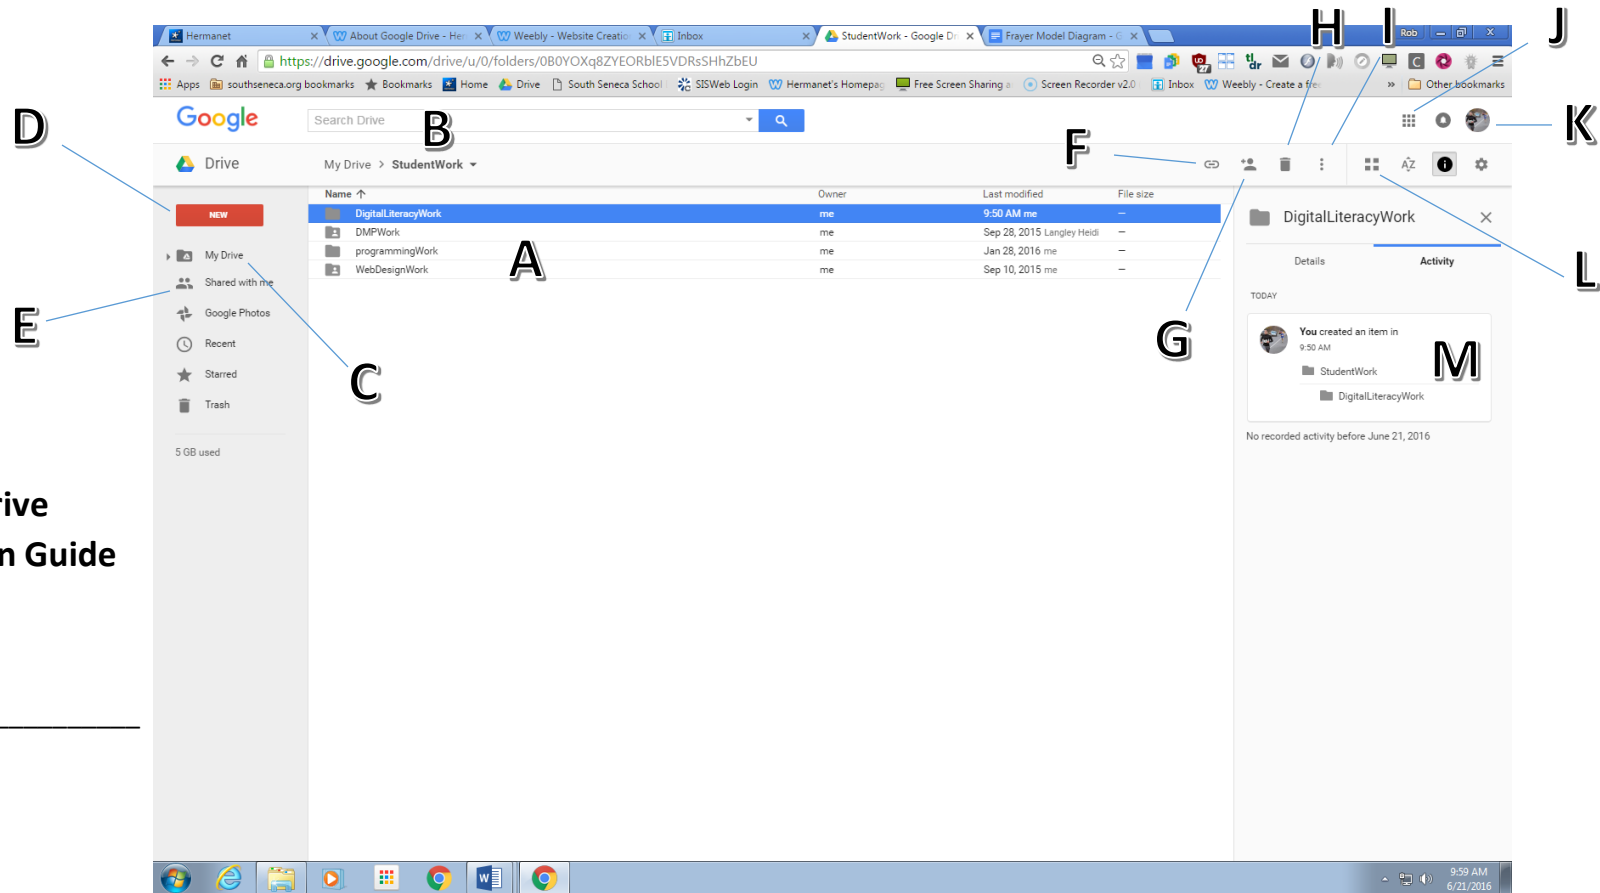 H I J
Hermanet About Google Drive - Her Weebly - Website Creation Inbox StudentWork - Google Dri Frayer Model Diagram - G Rob
https://drive.google.com/drive/u/0/folders/0B0YOXq8ZYEORblE5VDRsSHhZbEU
Apps southseneca.org bookmarks Bookmarks Home Drive South Seneca School SISWeb Login Hermanet's Homepag Free Screen Sharing a Screen Recorder v2.0 Inbox Weebly - Create a free » Other bookmarks
Google Search Drive
D B F K
Drive My Drive > StudentWork AZ
Name Owner Last modified File size
NEW
DigitalLiteracyWork me 9:50 AM me –
DMPWork me Sep 28, 2015 Langley Heidi –
programmingWork me Jan 28, 2016 me –
WebDesignWork me Sep 10, 2015 me –
A
My Drive
Shared with me
Google Photos
Recent
Starred
Trash
5 GB used
E
C
G
L
DigitalLiteracyWork
Details Activity
TODAY
You created an item in
9:50 AM
StudentWork
DigitalLiteracyWork
M
No recorded activity before June 21, 2016
rive
n Guide
9:59 AM
6/21/2016